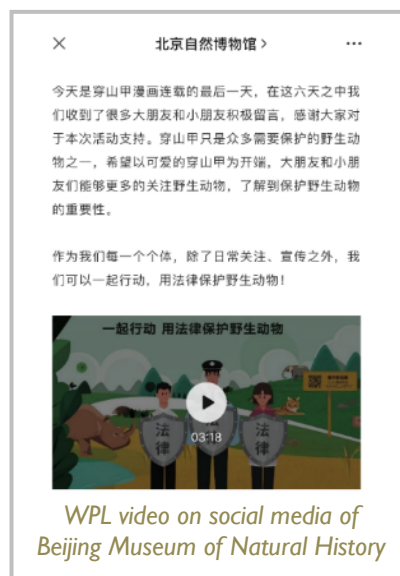 北京自然博物馆 >
今天是穿山甲漫画连载的最后一天，在这六天之中我
们收到了很多大朋友和小朋友积极留言，感谢大家对
于本次活动支持。穿山甲只是众多需要保护的野生动
物之一，希望以可爱的穿山甲为开端，大朋友和小朋
友们能够更多的关注野生动物，了解到保护野生动物
的重要性。
作为我们每一个个体，除了日常关注、宣传之外，我
们可以一起行动，用法律保护野生动物！
一起行动 用法律保护野生动物
法律
法律
03:18
WPL video on social media of
Beijing Museum of Natural History